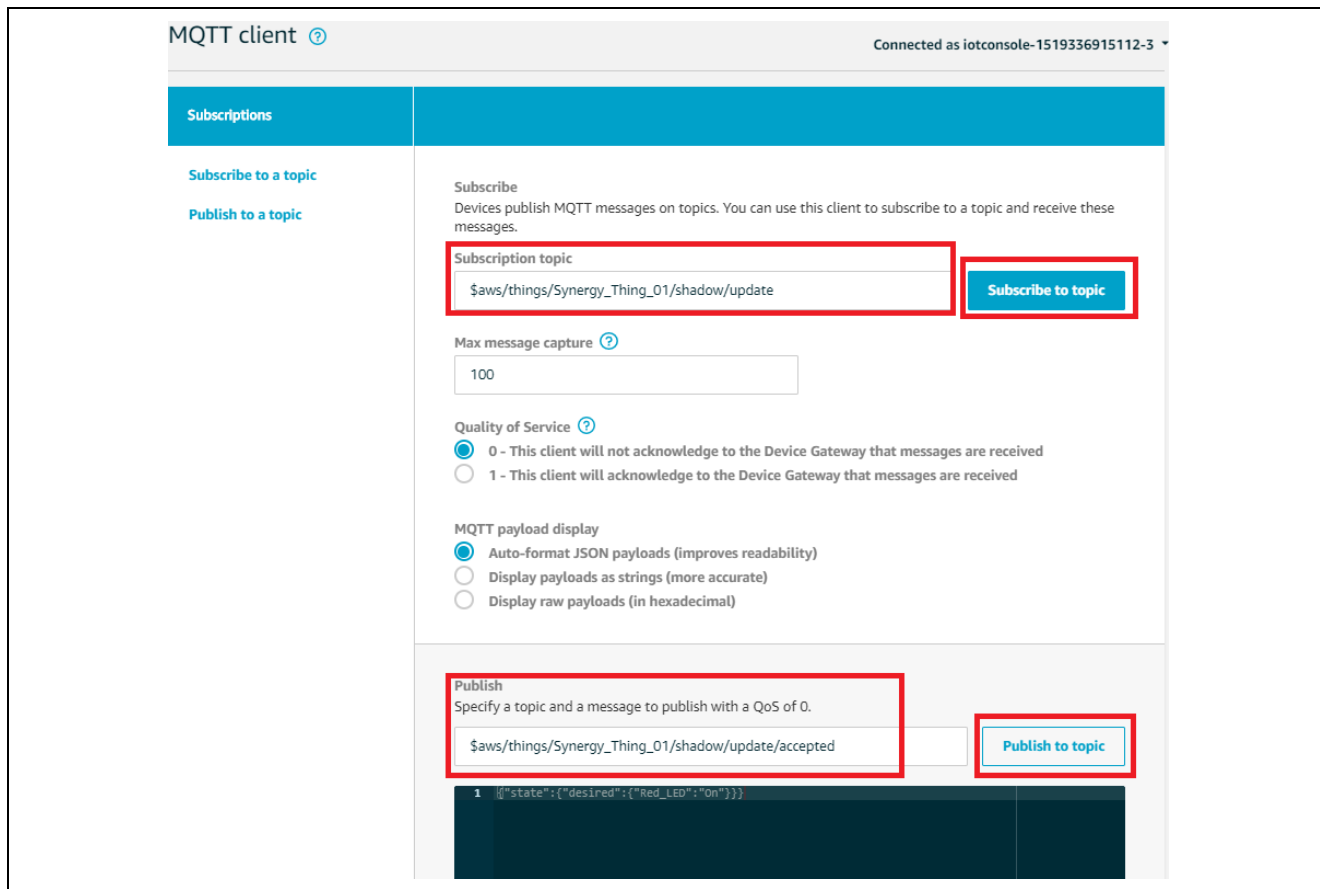 MQTT client ?
Connected as iotconsole-1519336915112-3
Subscriptions
Subscribe to a topic
Publish to a topic
Subscribe
Devices publish MQTT messages on topics. You can use this client to subscribe to a topic and receive these
messages.
Subscription topic
$aws/things/Synergy_Thing_01/shadow/update
Subscribe to topic
Max message capture ?
100
Quality of Service ?
0 - This client will not acknowledge to the Device Gateway that messages are received
1 - This client will acknowledge to the Device Gateway that messages are received
MQTT payload display
Auto-format JSON payloads (improves readability)
Display payloads as strings (more accurate)
Display raw payloads (in hexadecimal)
Publish
Specify a topic and a message to publish with a QoS of 0.
$aws/things/Synergy_Thing_01/shadow/update/accepted
Publish to topic
1 {"state":{"desired":{"Red_LED":"On"}}}